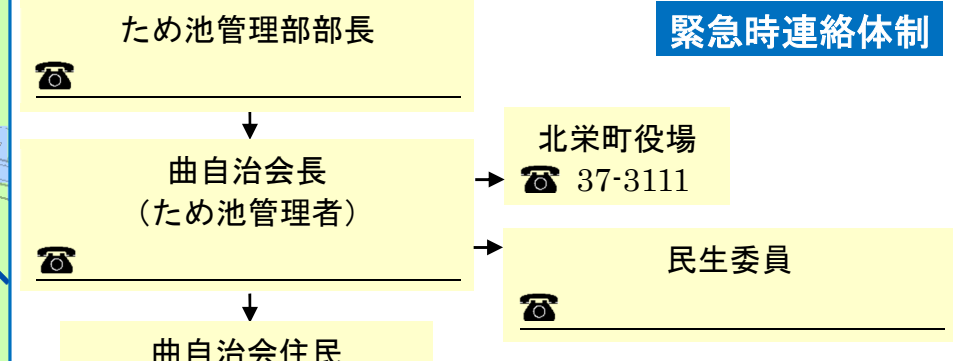 緊急時連絡体制
ため池管理部部長
☎
曲自治会長
（ため池管理者）
☎
北栄町役場
☎ 37-3111
民生委員
☎
曲自治会住民